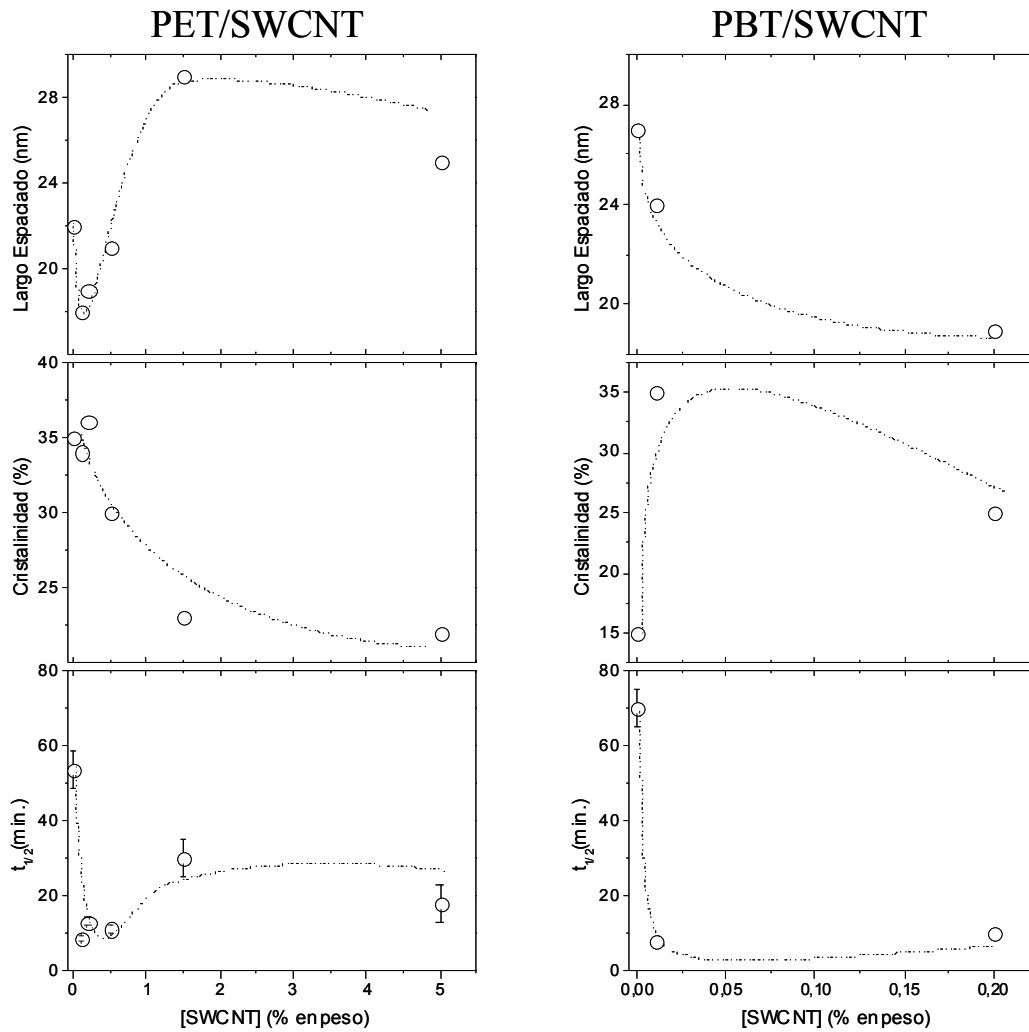 PET/SWCNT
PBT/SWCNT
Largo Espaciado (nm)
28
24
20
Largo Espaciado (nm)
28
24
20
Cristalinidad (%)
40
35
30
25
Cristalinidad (%)
35
30
25
20
15
t1/2(min.)
80
60
40
20
0
t1/2(min.)
80
60
40
20
0
0 1 2 3 4 5
0,00 0,05 0,10 0,15 0,20
[SWCNT] (% en peso)
[SWCNT] (% en peso)